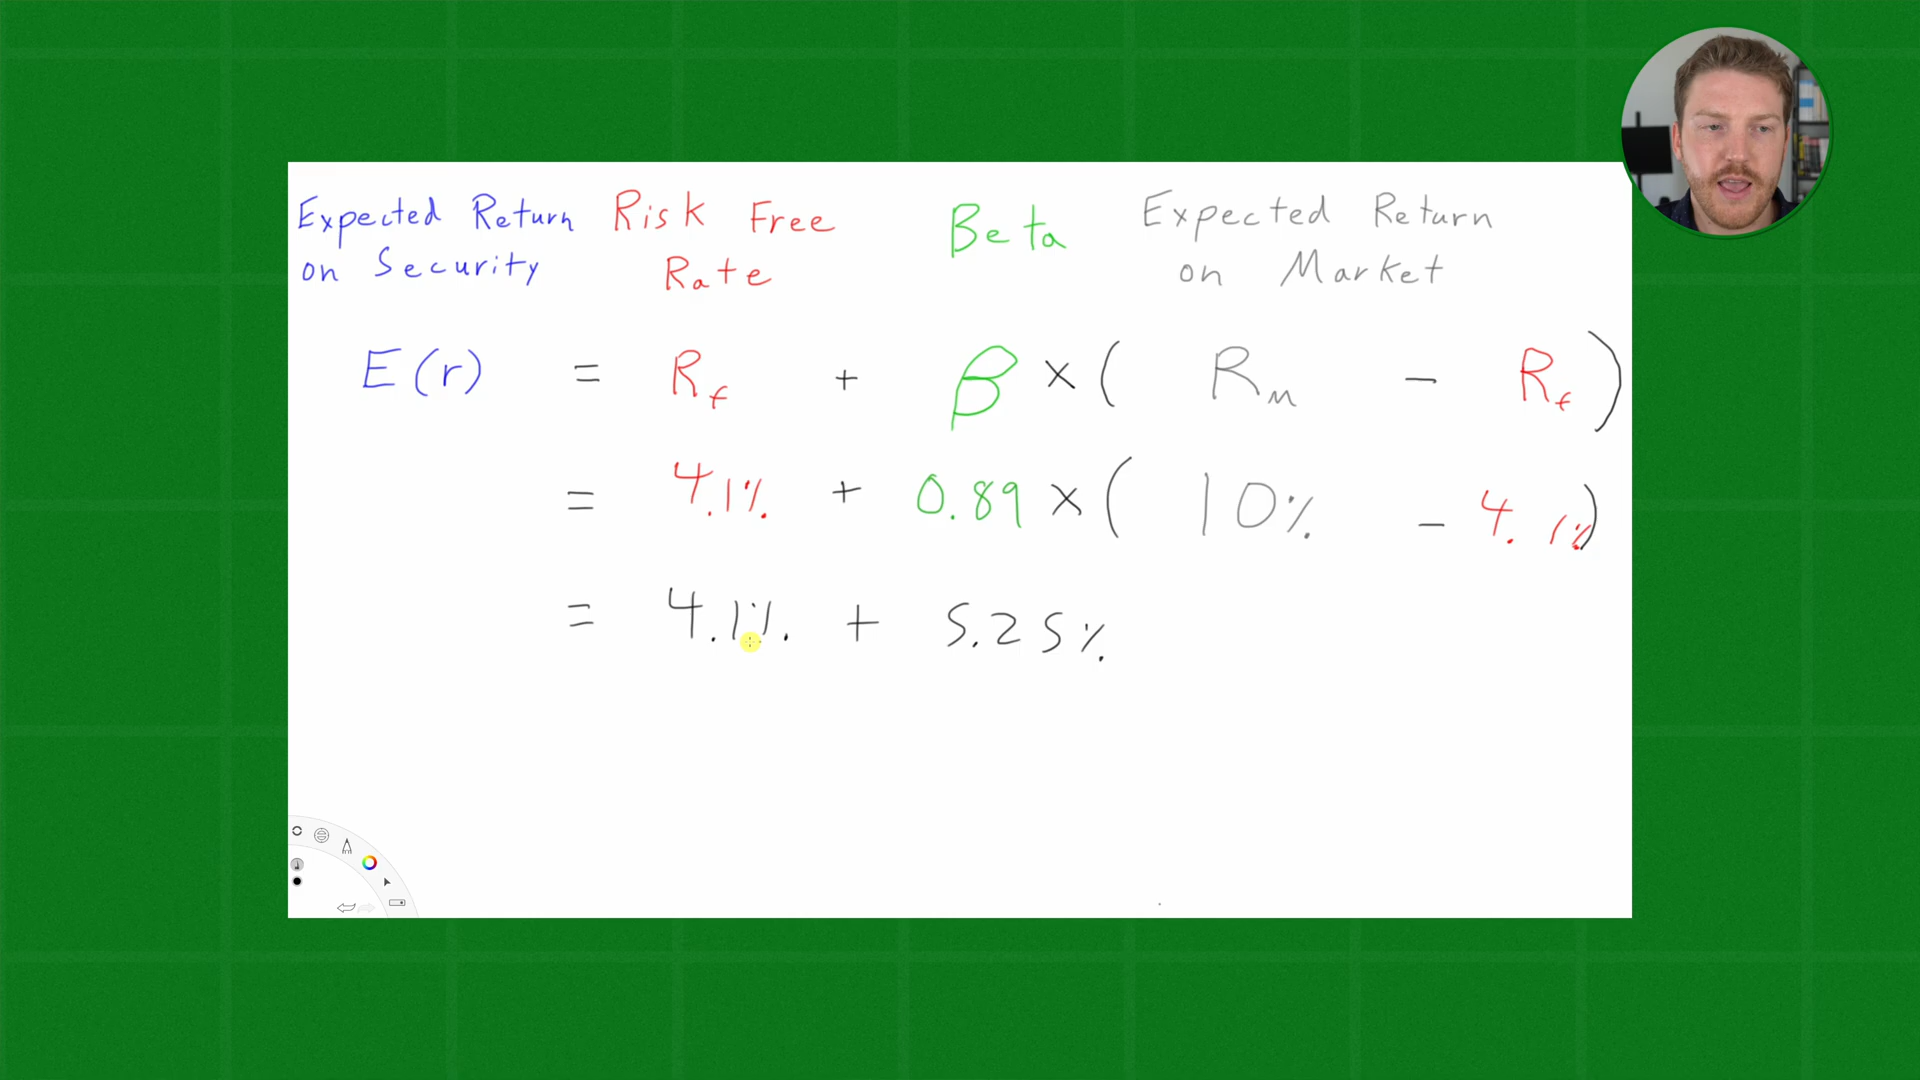 Expected Return Risk Free Beta Expected Return
on Security Rate on Market
E(r) = Rf + β × ( RM - Rf )
= 4.1% + 0.89 × ( 10% - 4.1% )
= 4.1% + 5.25%